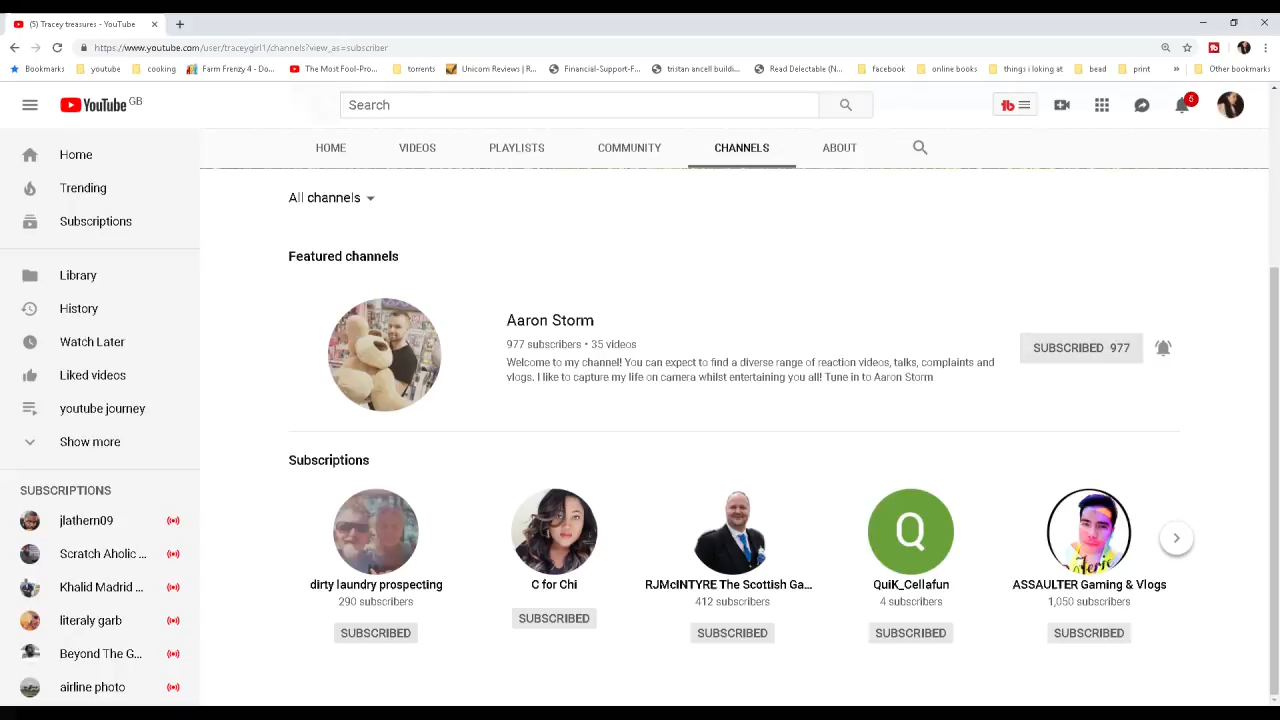 (5) Tracey treasures - YouTube
https://www.youtube.com/user/traceygirl1/channels?view_as=subscriber
Bookmarks youtube cooking Farm Frenzy 4 - Do... The Most Fool-Pro... torrents Unicorn Reviews | R... Financial-Support-F... tristan ancell buildi... Read Delectable (N... facebook online books things i loking at bead print » Other bookmarks
YouTube GB
Search
5
HOME VIDEOS PLAYLISTS COMMUNITY CHANNELS ABOUT
Home
Trending
Subscriptions
Library
History
Watch Later
Liked videos
youtube journey
Show more
SUBSCRIPTIONS
jlathern09
Scratch Aholic ...
Khalid Madrid ...
literaly garb
Beyond The G...
airline photo
All channels
Featured channels
Aaron Storm
977 subscribers • 35 videos
Welcome to my channel! You can expect to find a diverse range of reaction videos, talks, complaints and
vlogs. I like to capture my life on camera whilst entertaining you all! Tune in to Aaron Storm
SUBSCRIBED 977
Subscriptions
dirty laundry prospecting
290 subscribers
SUBSCRIBED
C for Chi
SUBSCRIBED
RJMcINTYRE The Scottish Ga...
412 subscribers
SUBSCRIBED
Q
QuiK_Cellafun
4 subscribers
SUBSCRIBED
ASSAULTER Gaming & Vlogs
1,050 subscribers
SUBSCRIBED